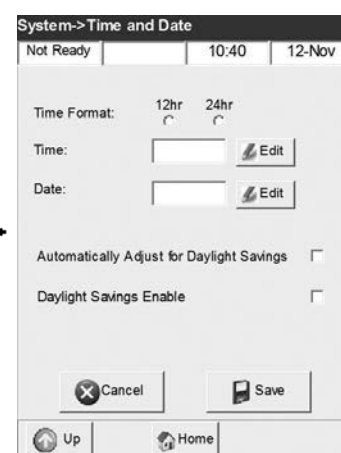 System->Time and Date
Not Ready 10:40 12-Nov
12hr 24hr
Time Format:
Time: Edit
Date: Edit
Automatically Adjust for Daylight Savings
Daylight Savings Enable
Cancel Save
Up Home